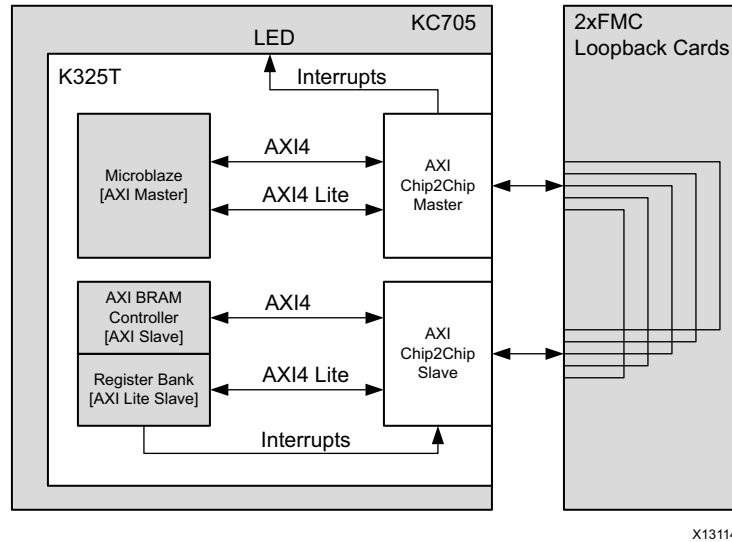 KC705
2xFMC
Loopback Cards
LED
K325T
Interrupts
Microblaze
[AXI Master]
AXI4
AXI4 Lite
AXI
Chip2Chip
Master
AXI BRAM
Controller
[AXI Slave]
Register Bank
[AXI Lite Slave]
AXI4
AXI4 Lite
AXI
Chip2Chip
Slave
Interrupts
X13114